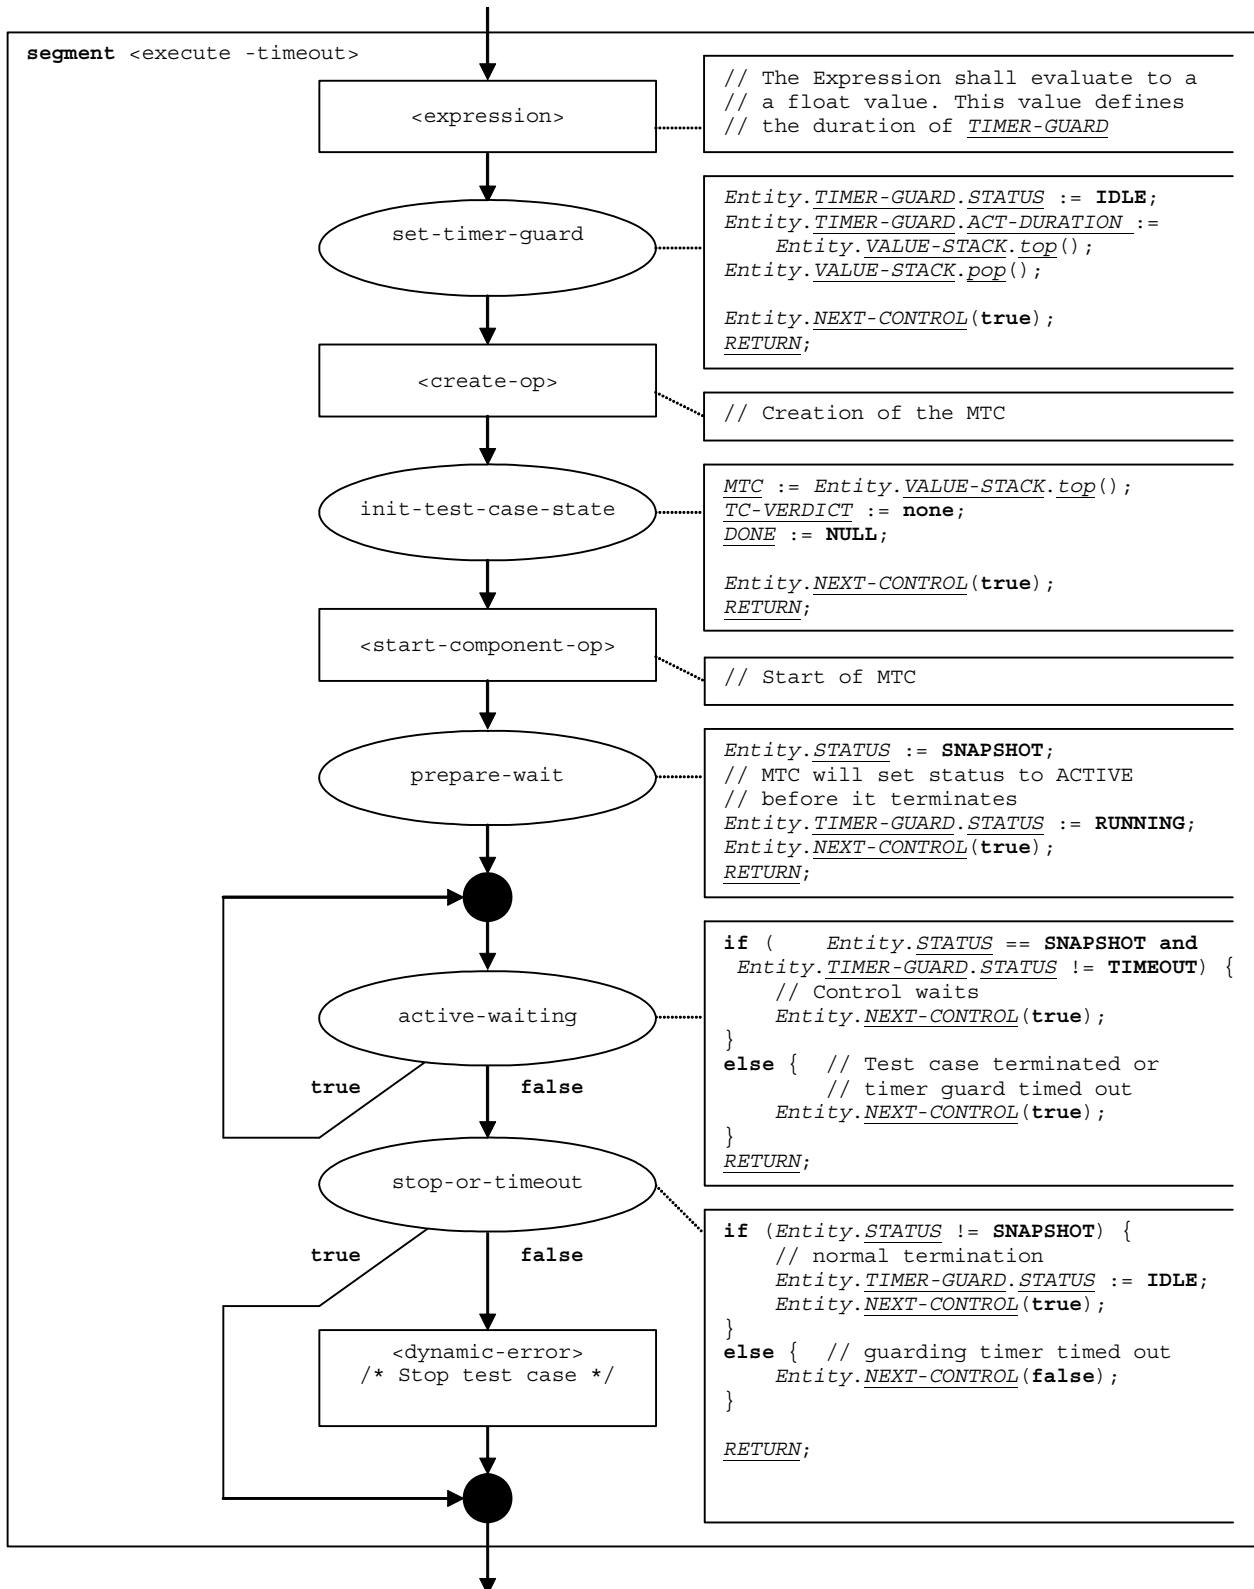 segment <execute -timeout>
<expression>
// The Expression shall evaluate to a
// a float value. This value defines
// the duration of TIMER-GUARD
set-timer-guard
Entity.TIMER-GUARD.STATUS := IDLE;
Entity.TIMER-GUARD.ACT-DURATION :=
Entity.VALUE-STACK.top();
Entity.VALUE-STACK.pop();
Entity.NEXT-CONTROL(true);
RETURN;
<create-op>
// Creation of the MTC
init-test-case-state
MTC := Entity.VALUE-STACK.top();
TC-VERDICT := none;
DONE := NULL;
Entity.NEXT-CONTROL(true);
RETURN;
<start-component-op>
// Start of MTC
prepare-wait
Entity.STATUS := SNAPSHOT;
// MTC will set status to ACTIVE
// before it terminates
Entity.TIMER-GUARD.STATUS := RUNNING;
Entity.NEXT-CONTROL(true);
RETURN;
active-waiting
true
false
if ( Entity.STATUS == SNAPSHOT and
Entity.TIMER-GUARD.STATUS != TIMEOUT) {
// Control waits
Entity.NEXT-CONTROL(true);
}
else { // Test case terminated or
// timer guard timed out
Entity.NEXT-CONTROL(true);
}
RETURN;
stop-or-timeout
true
false
if (Entity.STATUS != SNAPSHOT) {
// normal termination
Entity.TIMER-GUARD.STATUS := IDLE;
Entity.NEXT-CONTROL(true);
}
else { // guarding timer timed out
Entity.NEXT-CONTROL(false);
}
RETURN;
<dynamic-error>
/* Stop test case */